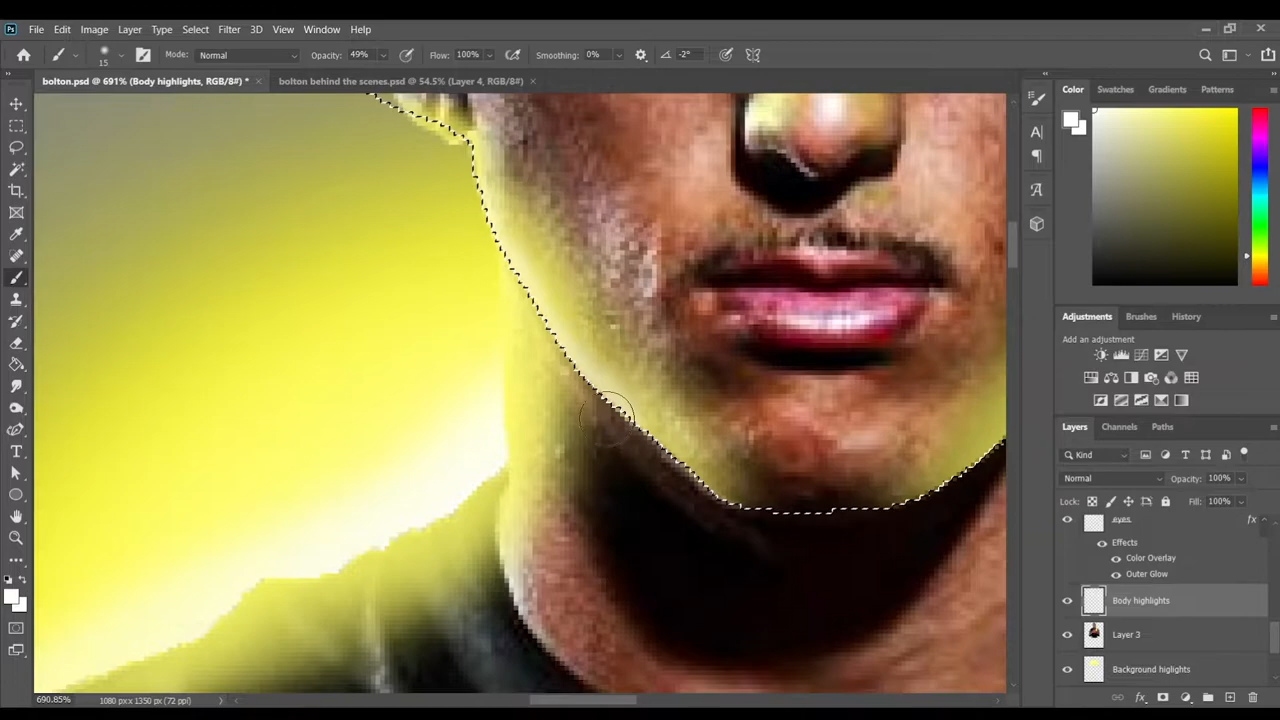 Ps File Edit Image Layer Type Select Filter 3D View Window Help
15 Mode: Normal Opacity: 49% Flow: 100% Smoothing: 0% -2°
bolton.psd @ 691% (Body highlights, RGB/8#) * × bolton behind the scenes.psd @ 54.5% (Layer 4, RGB/8#) ×
Color Swatches Gradients Patterns
Adjustments Brushes History
Add an adjustment
Layers Channels Paths
Kind
Normal Opacity: 100%
Lock: Fill: 100%
eyes fx
Effects
Color Overlay
Outer Glow
Body highlights
Layer 3
Background higlights
690.85% 1080 px x 1350 px (72 ppi)